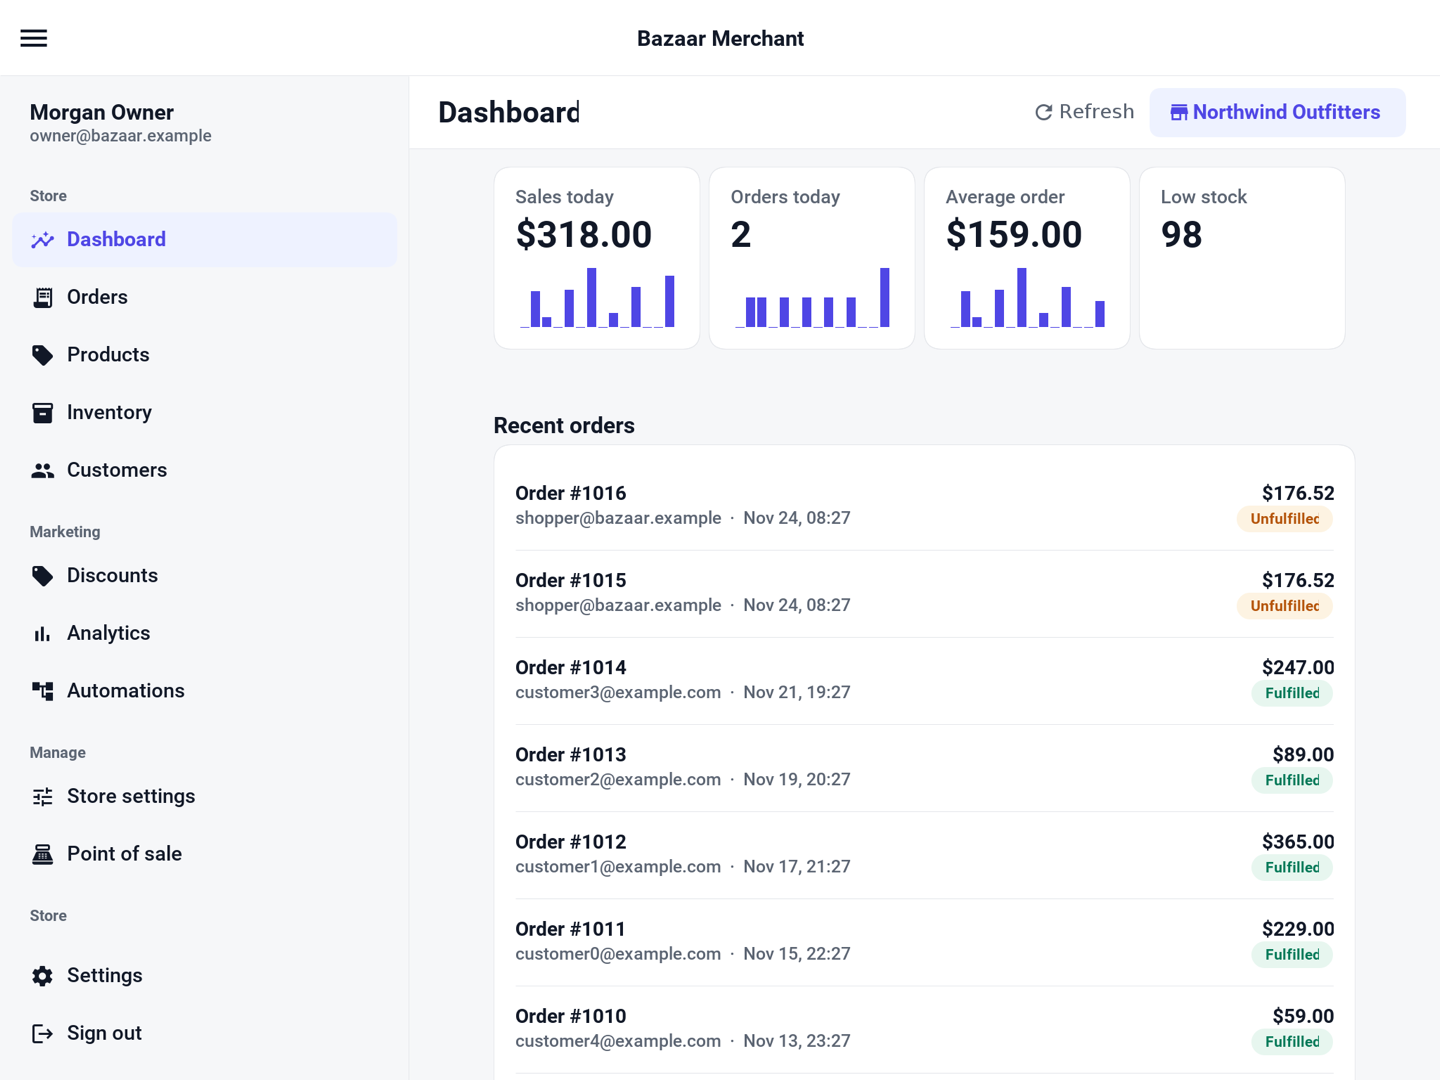 Bazaar Merchant
Morgan Owner
owner@bazaar.example
Store
Dashboard
Orders
Products
Inventory
Customers
Marketing
Discounts
Analytics
Automations
Manage
Store settings
Point of sale
Store
Settings
Sign out
Dashboard
Refresh
Northwind Outfitters
Sales today
$318.00
Orders today
2
Average order
$159.00
Low stock
98
Recent orders
Order #1016
$176.52
shopper@bazaar.example · Nov 24, 08:27
Unfulfilled
Order #1015
$176.52
shopper@bazaar.example · Nov 24, 08:27
Unfulfilled
Order #1014
$247.00
customer3@example.com · Nov 21, 19:27
Fulfilled
Order #1013
$89.00
customer2@example.com · Nov 19, 20:27
Fulfilled
Order #1012
$365.00
customer1@example.com · Nov 17, 21:27
Fulfilled
Order #1011
$229.00
customer0@example.com · Nov 15, 22:27
Fulfilled
Order #1010
$59.00
customer4@example.com · Nov 13, 23:27
Fulfilled